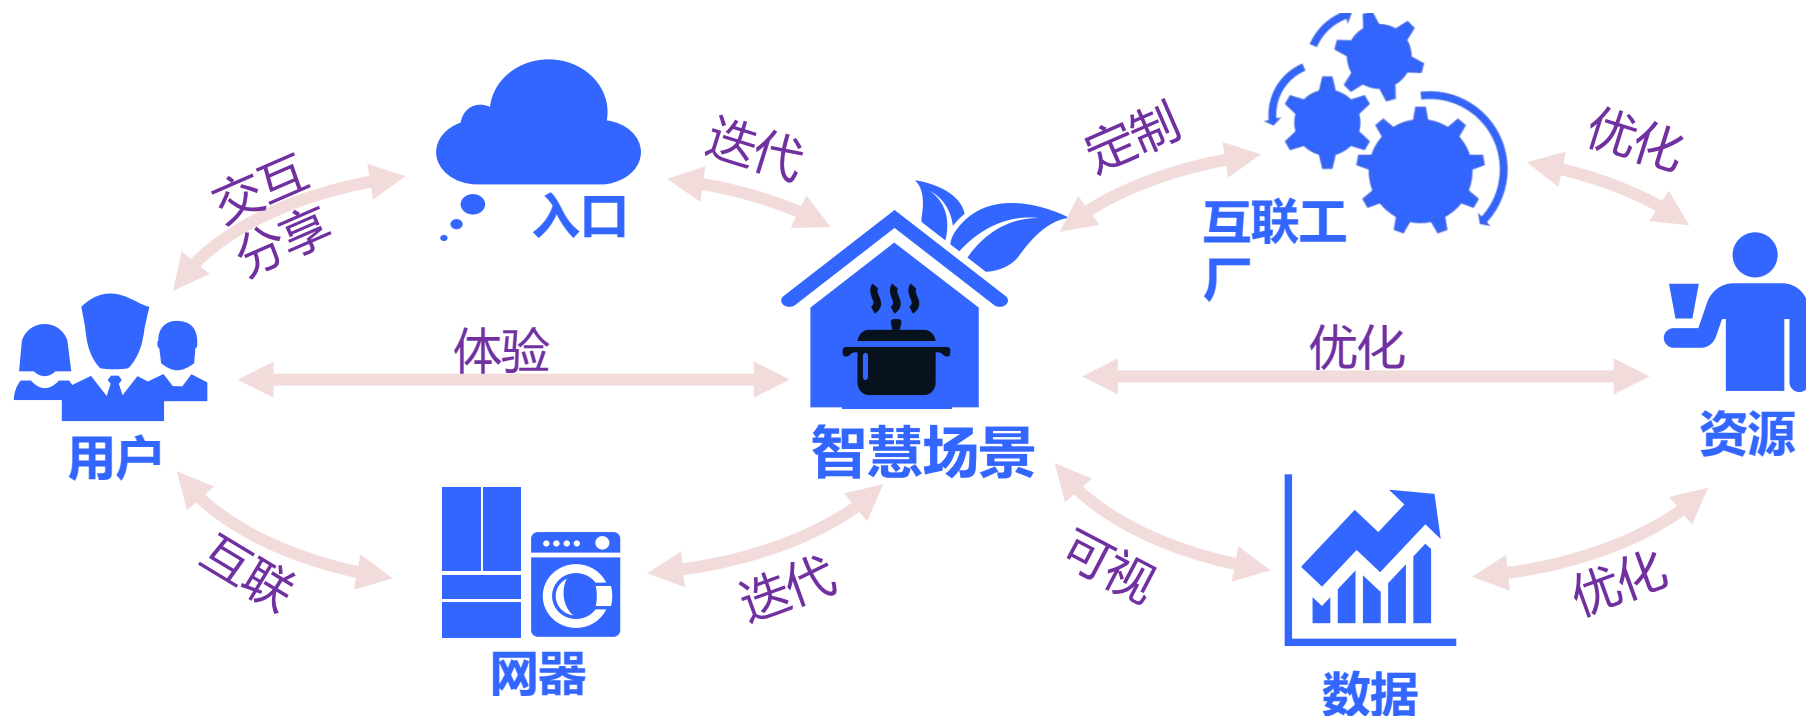 交互
分享
入口
迭代
定制
互联工
厂
优化
体验
优化
用户
智慧场景
资源
互联
网器
迭代
可视
数据
优化